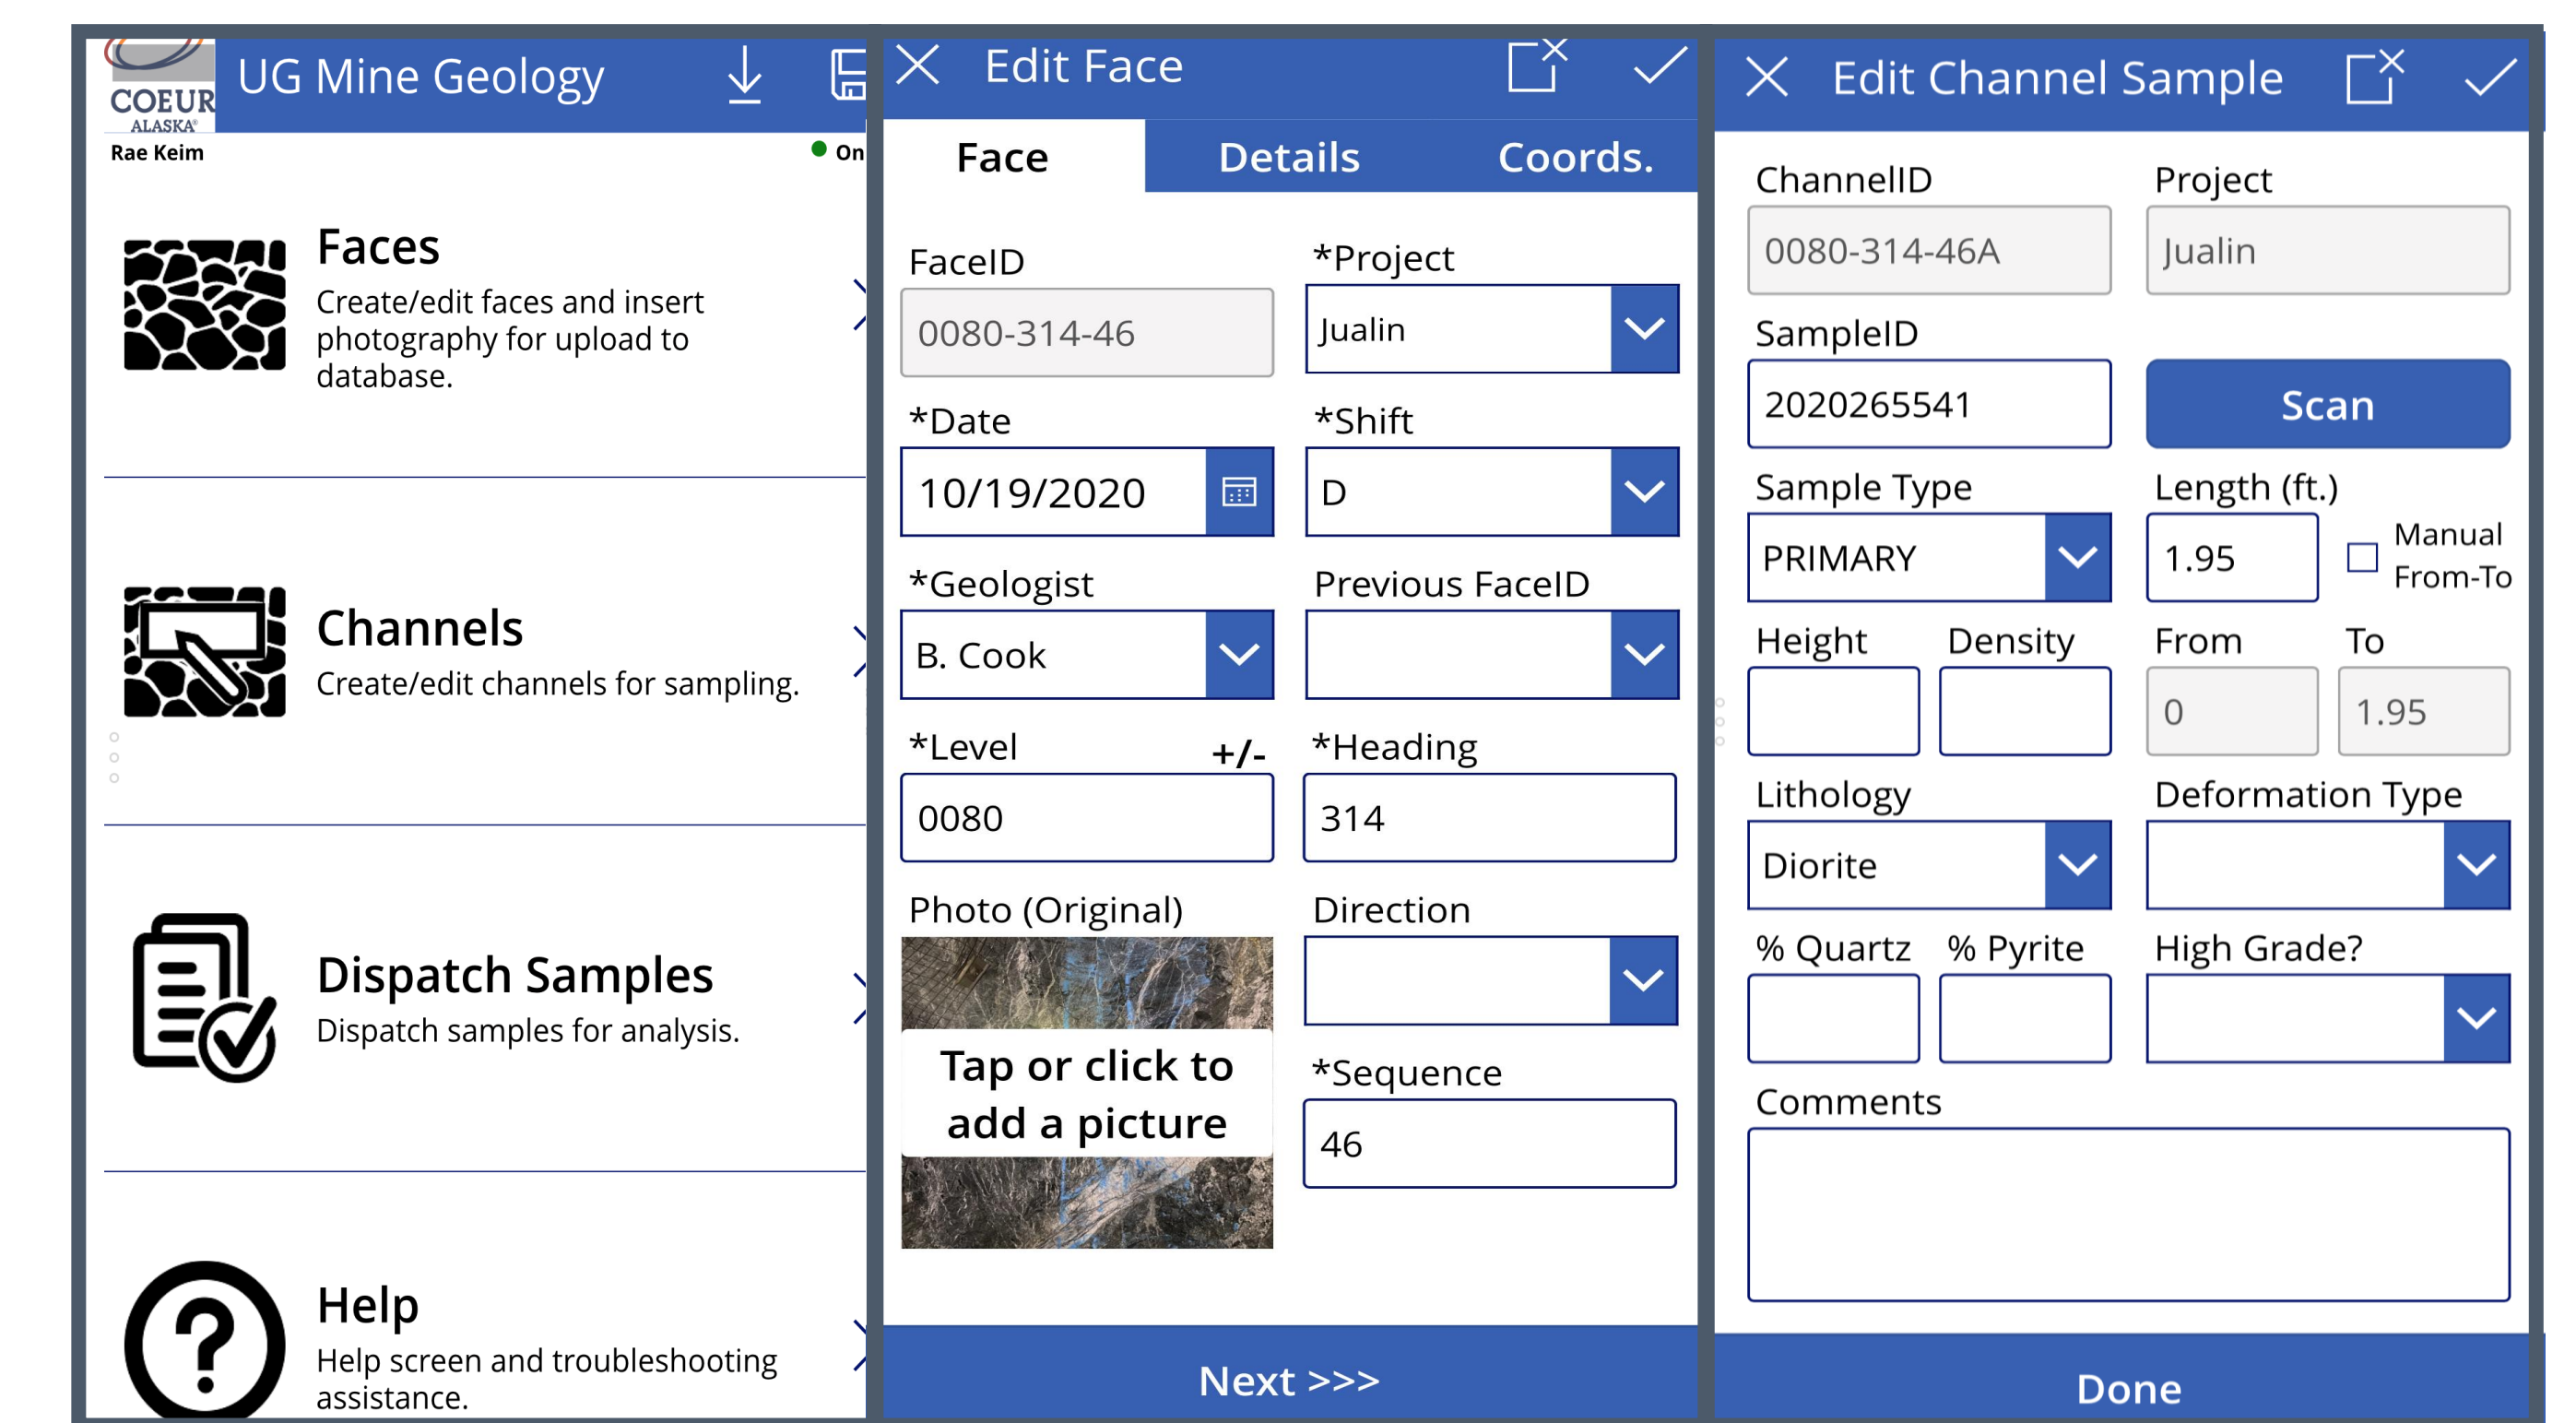 COEUR
ALASKA®
UG Mine Geology
Rae Keim
On
Faces
Create/edit faces and insert
photography for upload to
database.
Channels
Create/edit channels for sampling.
Dispatch Samples
Dispatch samples for analysis.
Help
Help screen and troubleshooting
assistance.
Edit Face
Face Details Coords.
FaceID *Project
0080-314-46 Jualin
*Date *Shift
10/19/2020 D
*Geologist Previous FaceID
B. Cook
*Level +/- *Heading
0080 314
Photo (Original) Direction
Tap or click to
add a picture
*Sequence
46
Next >>>
Edit Channel Sample
ChannelID Project
0080-314-46A Jualin
SampleID
2020265541 Scan
Sample Type Length (ft.)
PRIMARY 1.95 Manual
From-To
Height Density From To
0 1.95
Lithology Deformation Type
Diorite
% Quartz % Pyrite High Grade?
Comments
Done